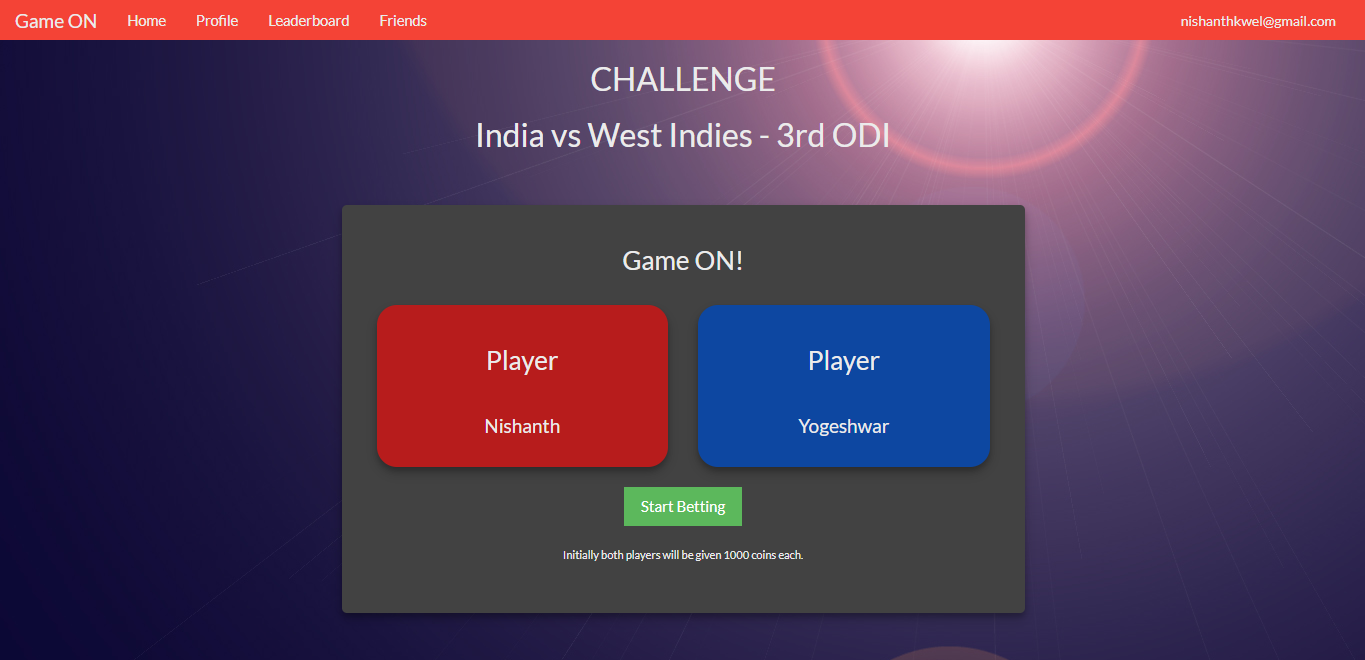 Game ON Home Profile Leaderboard Friends nishanthkwel@gmail.com
CHALLENGE
India vs West Indies - 3rd ODI
Game ON!
Player
Nishanth
Player
Yogeshwar
Start Betting
Initially both players will be given 1000 coins each.